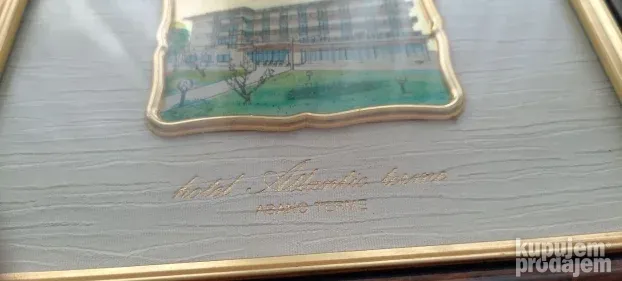 hotel Atlantic terme
ABANO TERME
kupujem
prodajem